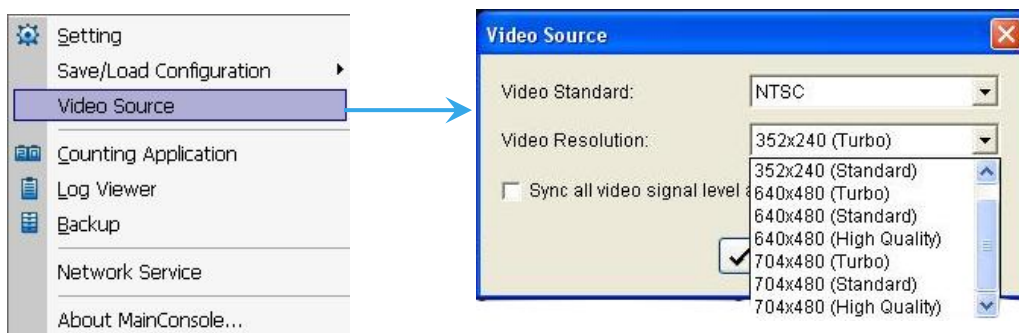 Setting
Save/Load Configuration
Video Source
Counting Application
Log Viewer
Backup
Network Service
About MainConsole...
Video Source
Video Standard: NTSC
Video Resolution: 352x240 (Turbo)
352x240 (Standard)
Sync all video signal level
640x480 (Turbo)
640x480 (Standard)
640x480 (High Quality)
704x480 (Turbo)
704x480 (Standard)
704x480 (High Quality)